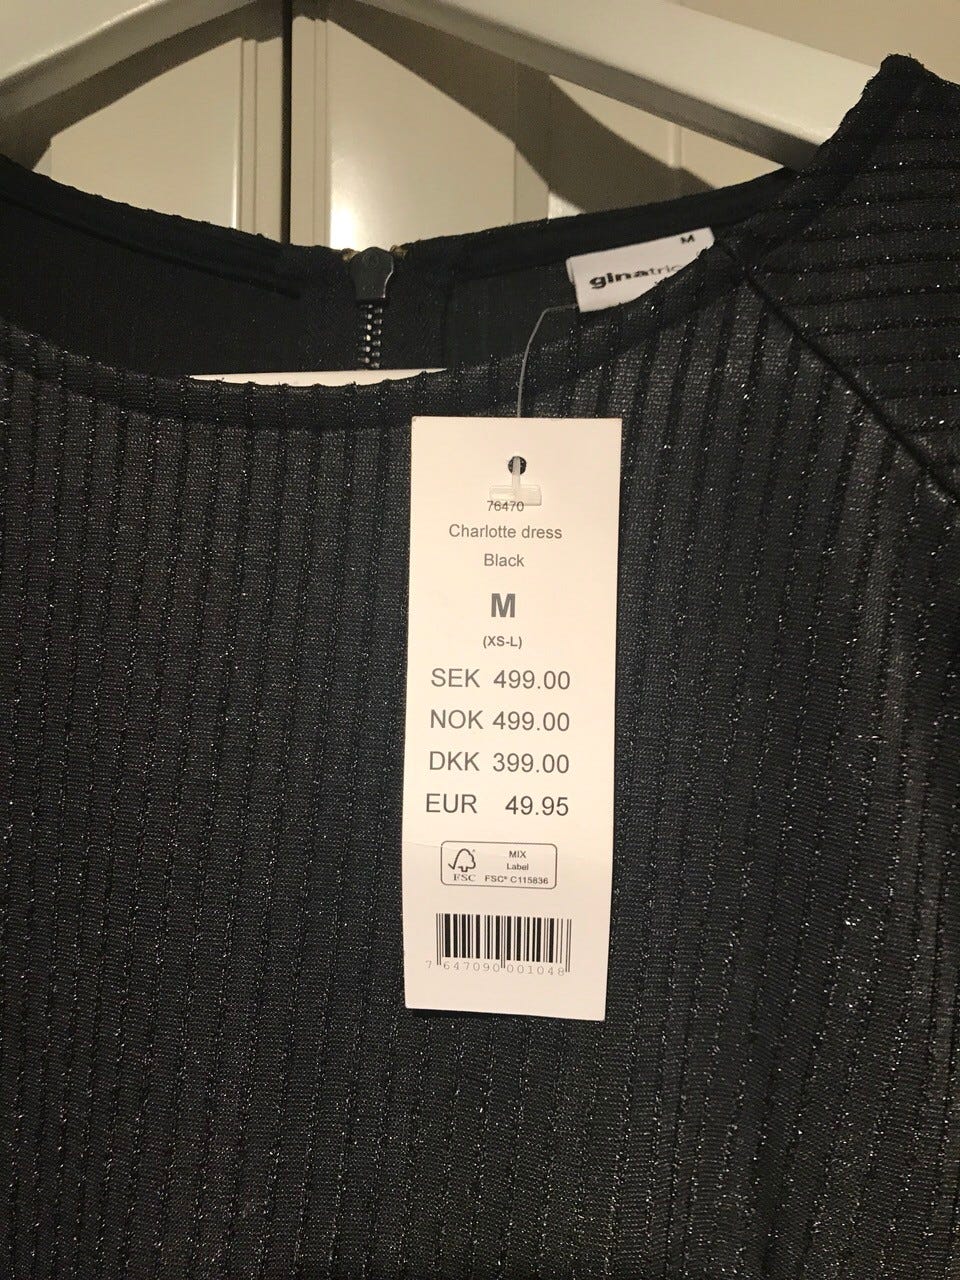 M
ginatric
76470
Charlotte dress
Black
M
(XS-L)
SEK 499.00
NOK 499.00
DKK 399.00
EUR 49.95
MIX
Label
FSC FSC® C115836
7 647090 001048